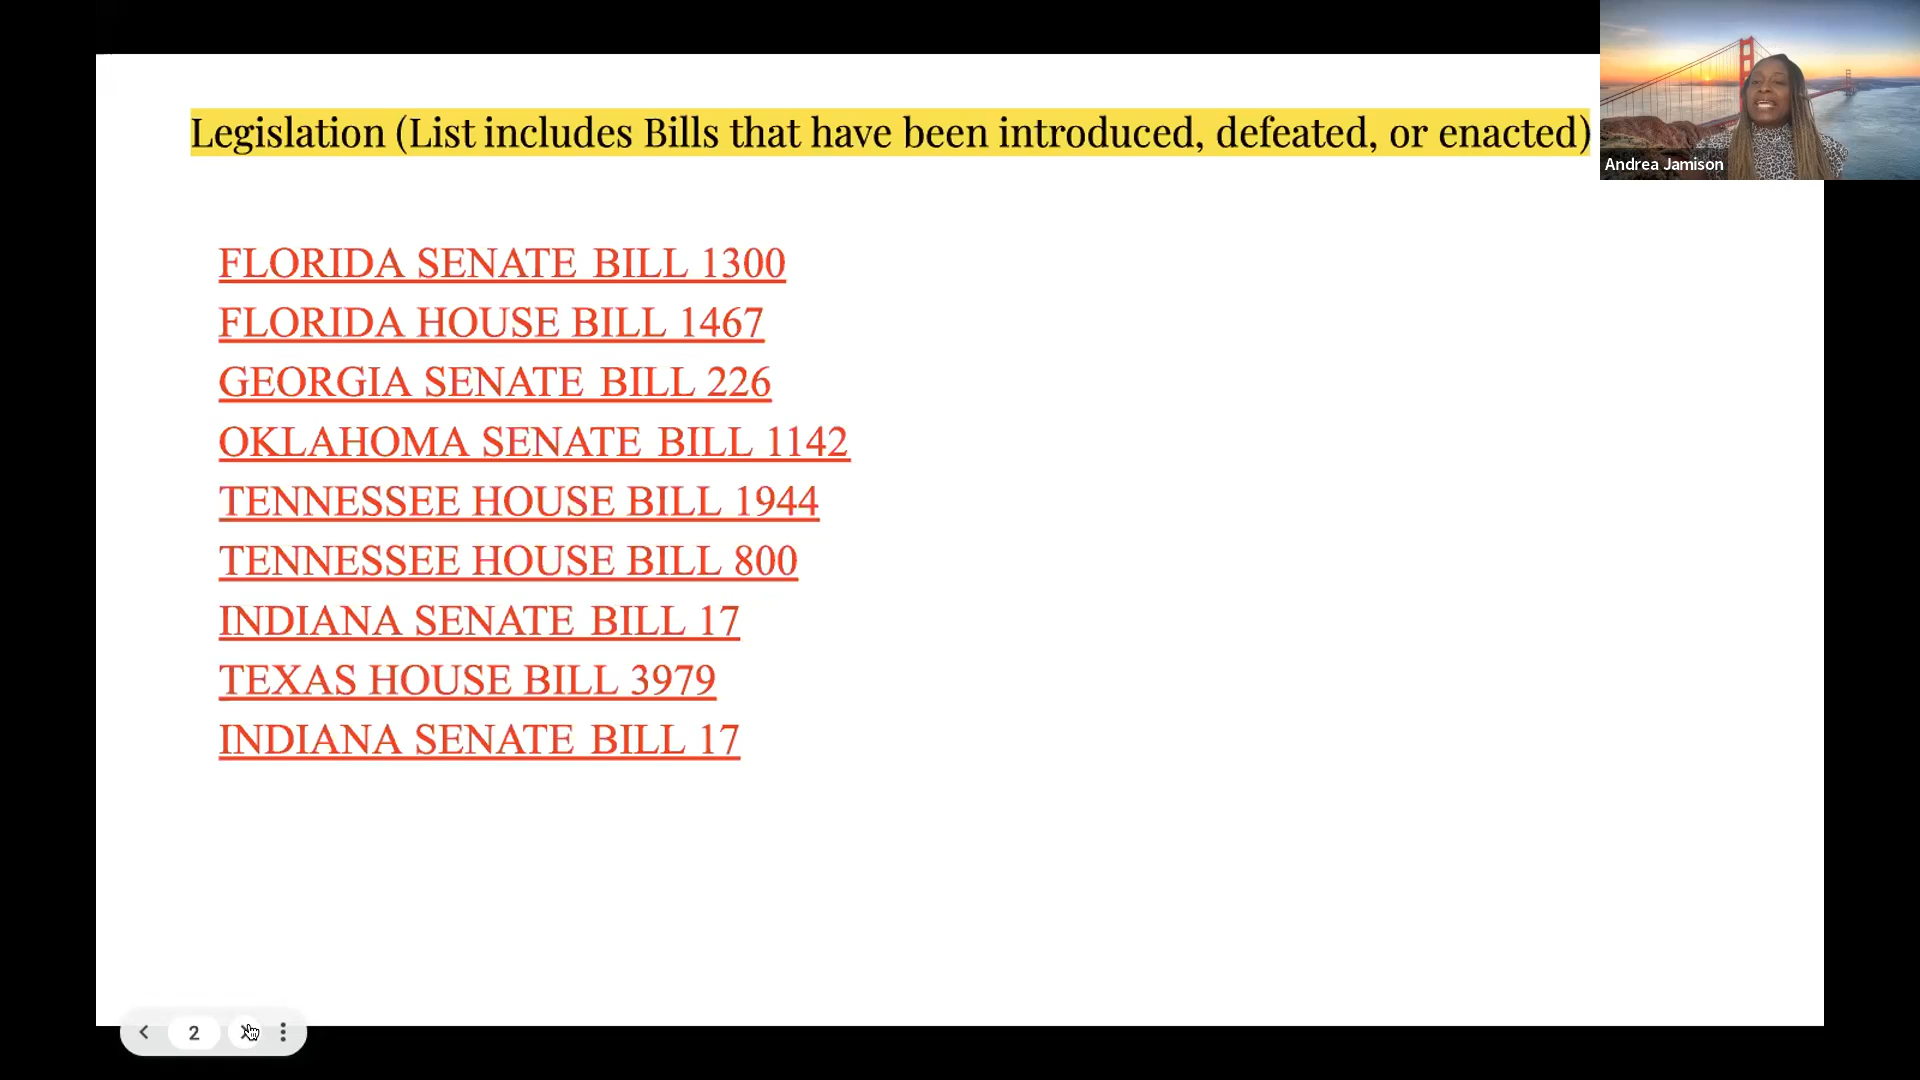 Legislation (List includes Bills that have been introduced, defeated, or enacted)
Andrea Jamison
FLORIDA SENATE BILL 1300
FLORIDA HOUSE BILL 1467
GEORGIA SENATE BILL 226
OKLAHOMA SENATE BILL 1142
TENNESSEE HOUSE BILL 1944
TENNESSEE HOUSE BILL 800
INDIANA SENATE BILL 17
TEXAS HOUSE BILL 3979
INDIANA SENATE BILL 17
2